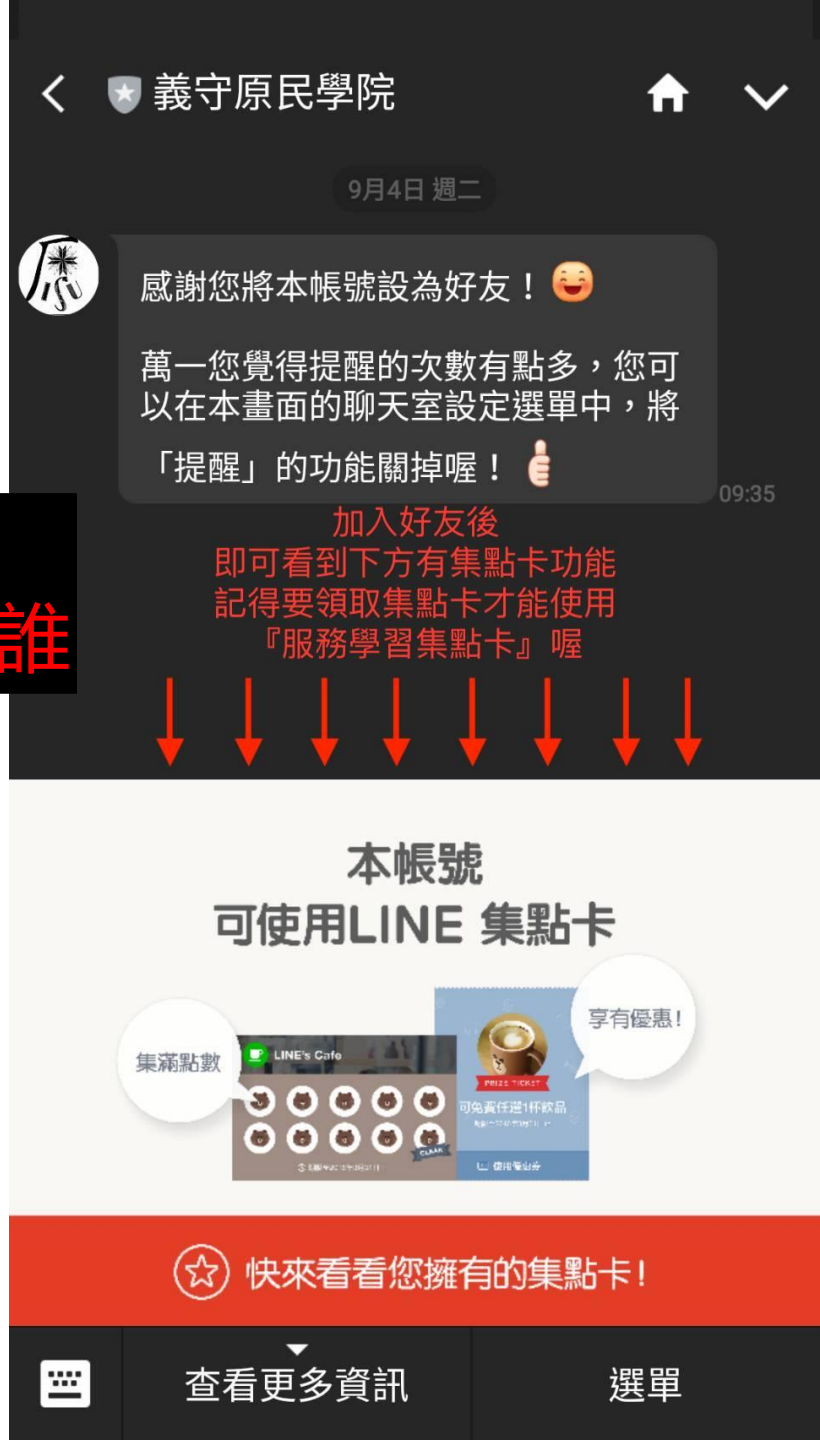 義守原民學院
9月4日 週二
感謝您將本帳號設為好友！
萬一您覺得提醒的次數有點多，您可
以在本畫面的聊天室設定選單中，將
「提醒」的功能關掉喔！
09:35
加入好友後
即可看到下方有集點卡功能
記得要領取集點卡才能使用
『服務學習集點卡』喔
誰
本帳號
可使用LINE 集點卡
享有優惠!
集滿點數
LINE's Cafe
PRIZE TICKET
可免費任選1杯飲品
使用優惠券
快來看看您擁有的集點卡!
查看更多資訊
選單